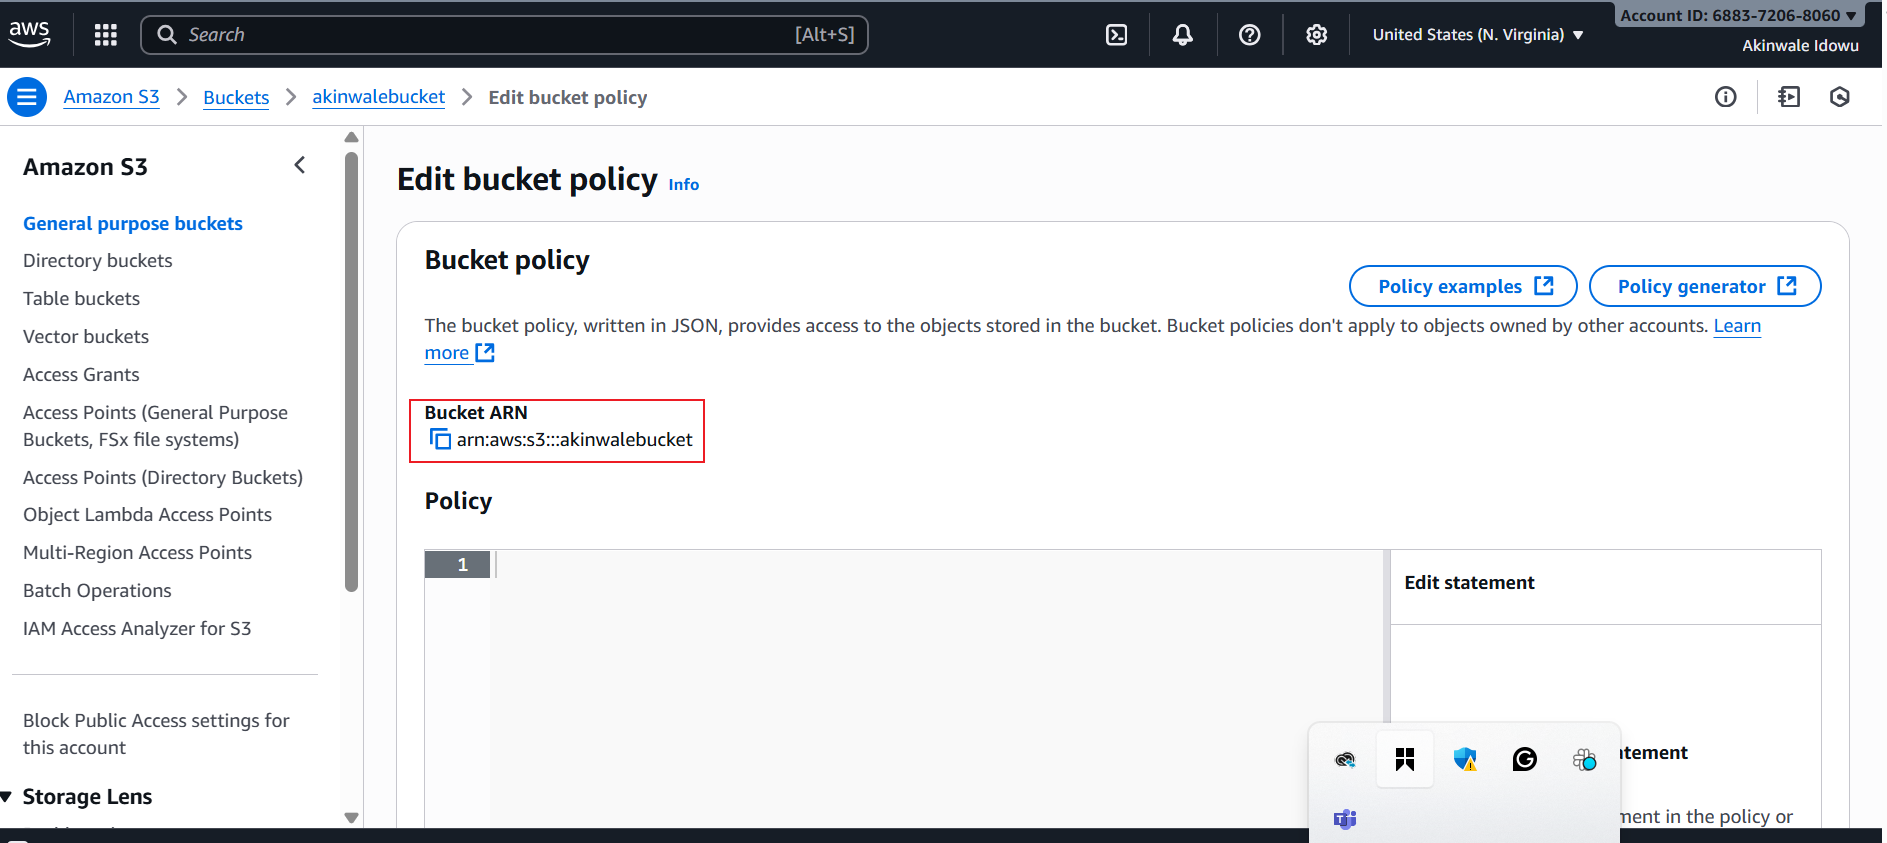 aws
Search
[Alt+S]
United States (N. Virginia)
Account ID: 6883-7206-8060
Akinwale Idowu
Amazon S3
Buckets
akinwalebucket
Edit bucket policy
Amazon S3
General purpose buckets
Directory buckets
Table buckets
Vector buckets
Access Grants
Access Points (General Purpose
Buckets, FSx file systems)
Access Points (Directory Buckets)
Object Lambda Access Points
Multi-Region Access Points
Batch Operations
IAM Access Analyzer for S3
Block Public Access settings for
this account
Storage Lens
Edit bucket policy Info
Bucket policy
Policy examples
Policy generator
The bucket policy, written in JSON, provides access to the objects stored in the bucket. Bucket policies don't apply to objects owned by other accounts. Learn
more
Bucket ARN
arn:aws:s3:::akinwalebucket
Policy
1
Edit statement
tement
ment in the policy or